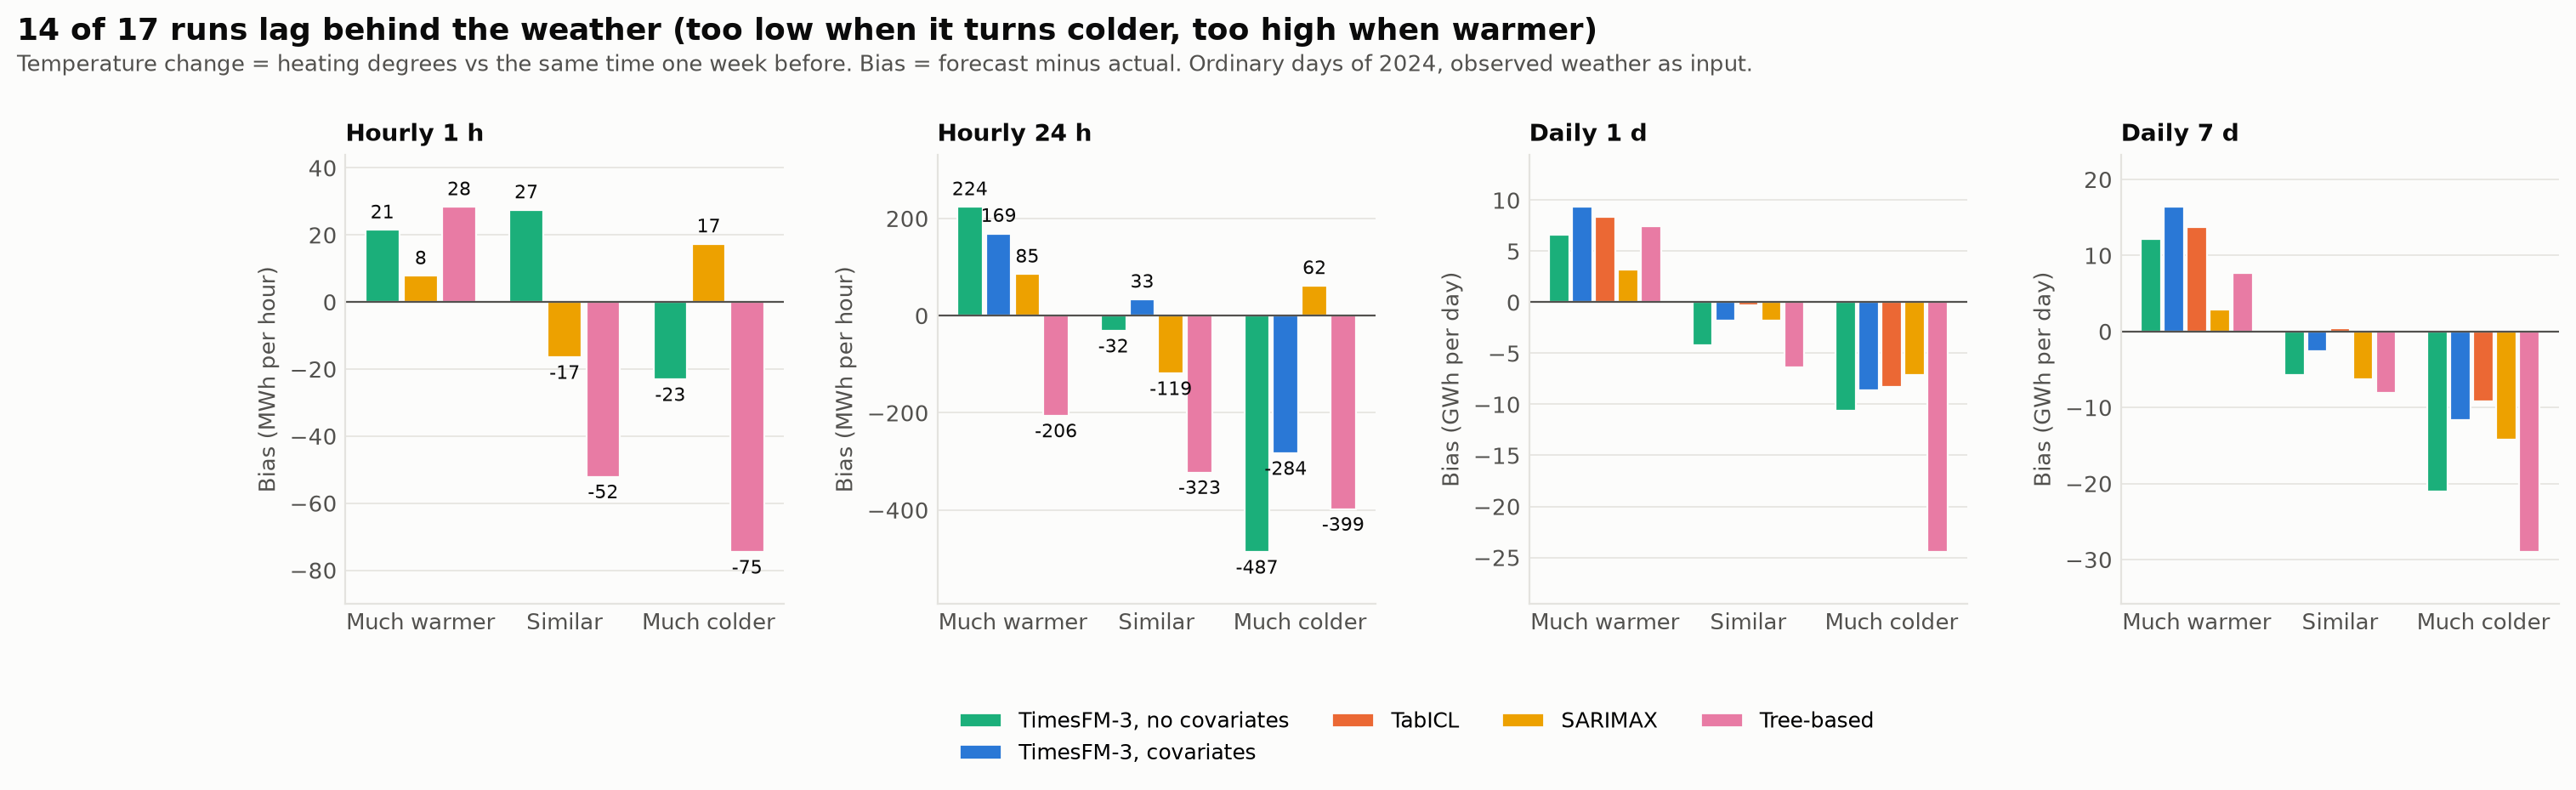 14 of 17 runs lag behind the weather (too low when it turns colder, too high when warmer)
Temperature change = heating degrees vs the same time one week before. Bias = forecast minus actual. Ordinary days of 2024, observed weather as input.
Hourly 1 h
Bias (MWh per hour)
40
20
0
−20
−40
−60
−80
21
8
28
27
-17
-52
-23
17
-75
Much warmer
Similar
Much colder
Hourly 24 h
Bias (MWh per hour)
200
0
−200
−400
224
169
85
-206
-32
33
-119
-323
-487
-284
62
-399
Much warmer
Similar
Much colder
Daily 1 d
Bias (GWh per day)
10
5
0
−5
−10
−15
−20
−25
Much warmer
Similar
Much colder
Daily 7 d
Bias (GWh per day)
20
10
0
−10
−20
−30
Much warmer
Similar
Much colder
TimesFM-3, no covariates
TimesFM-3, covariates
TabICL
SARIMAX
Tree-based